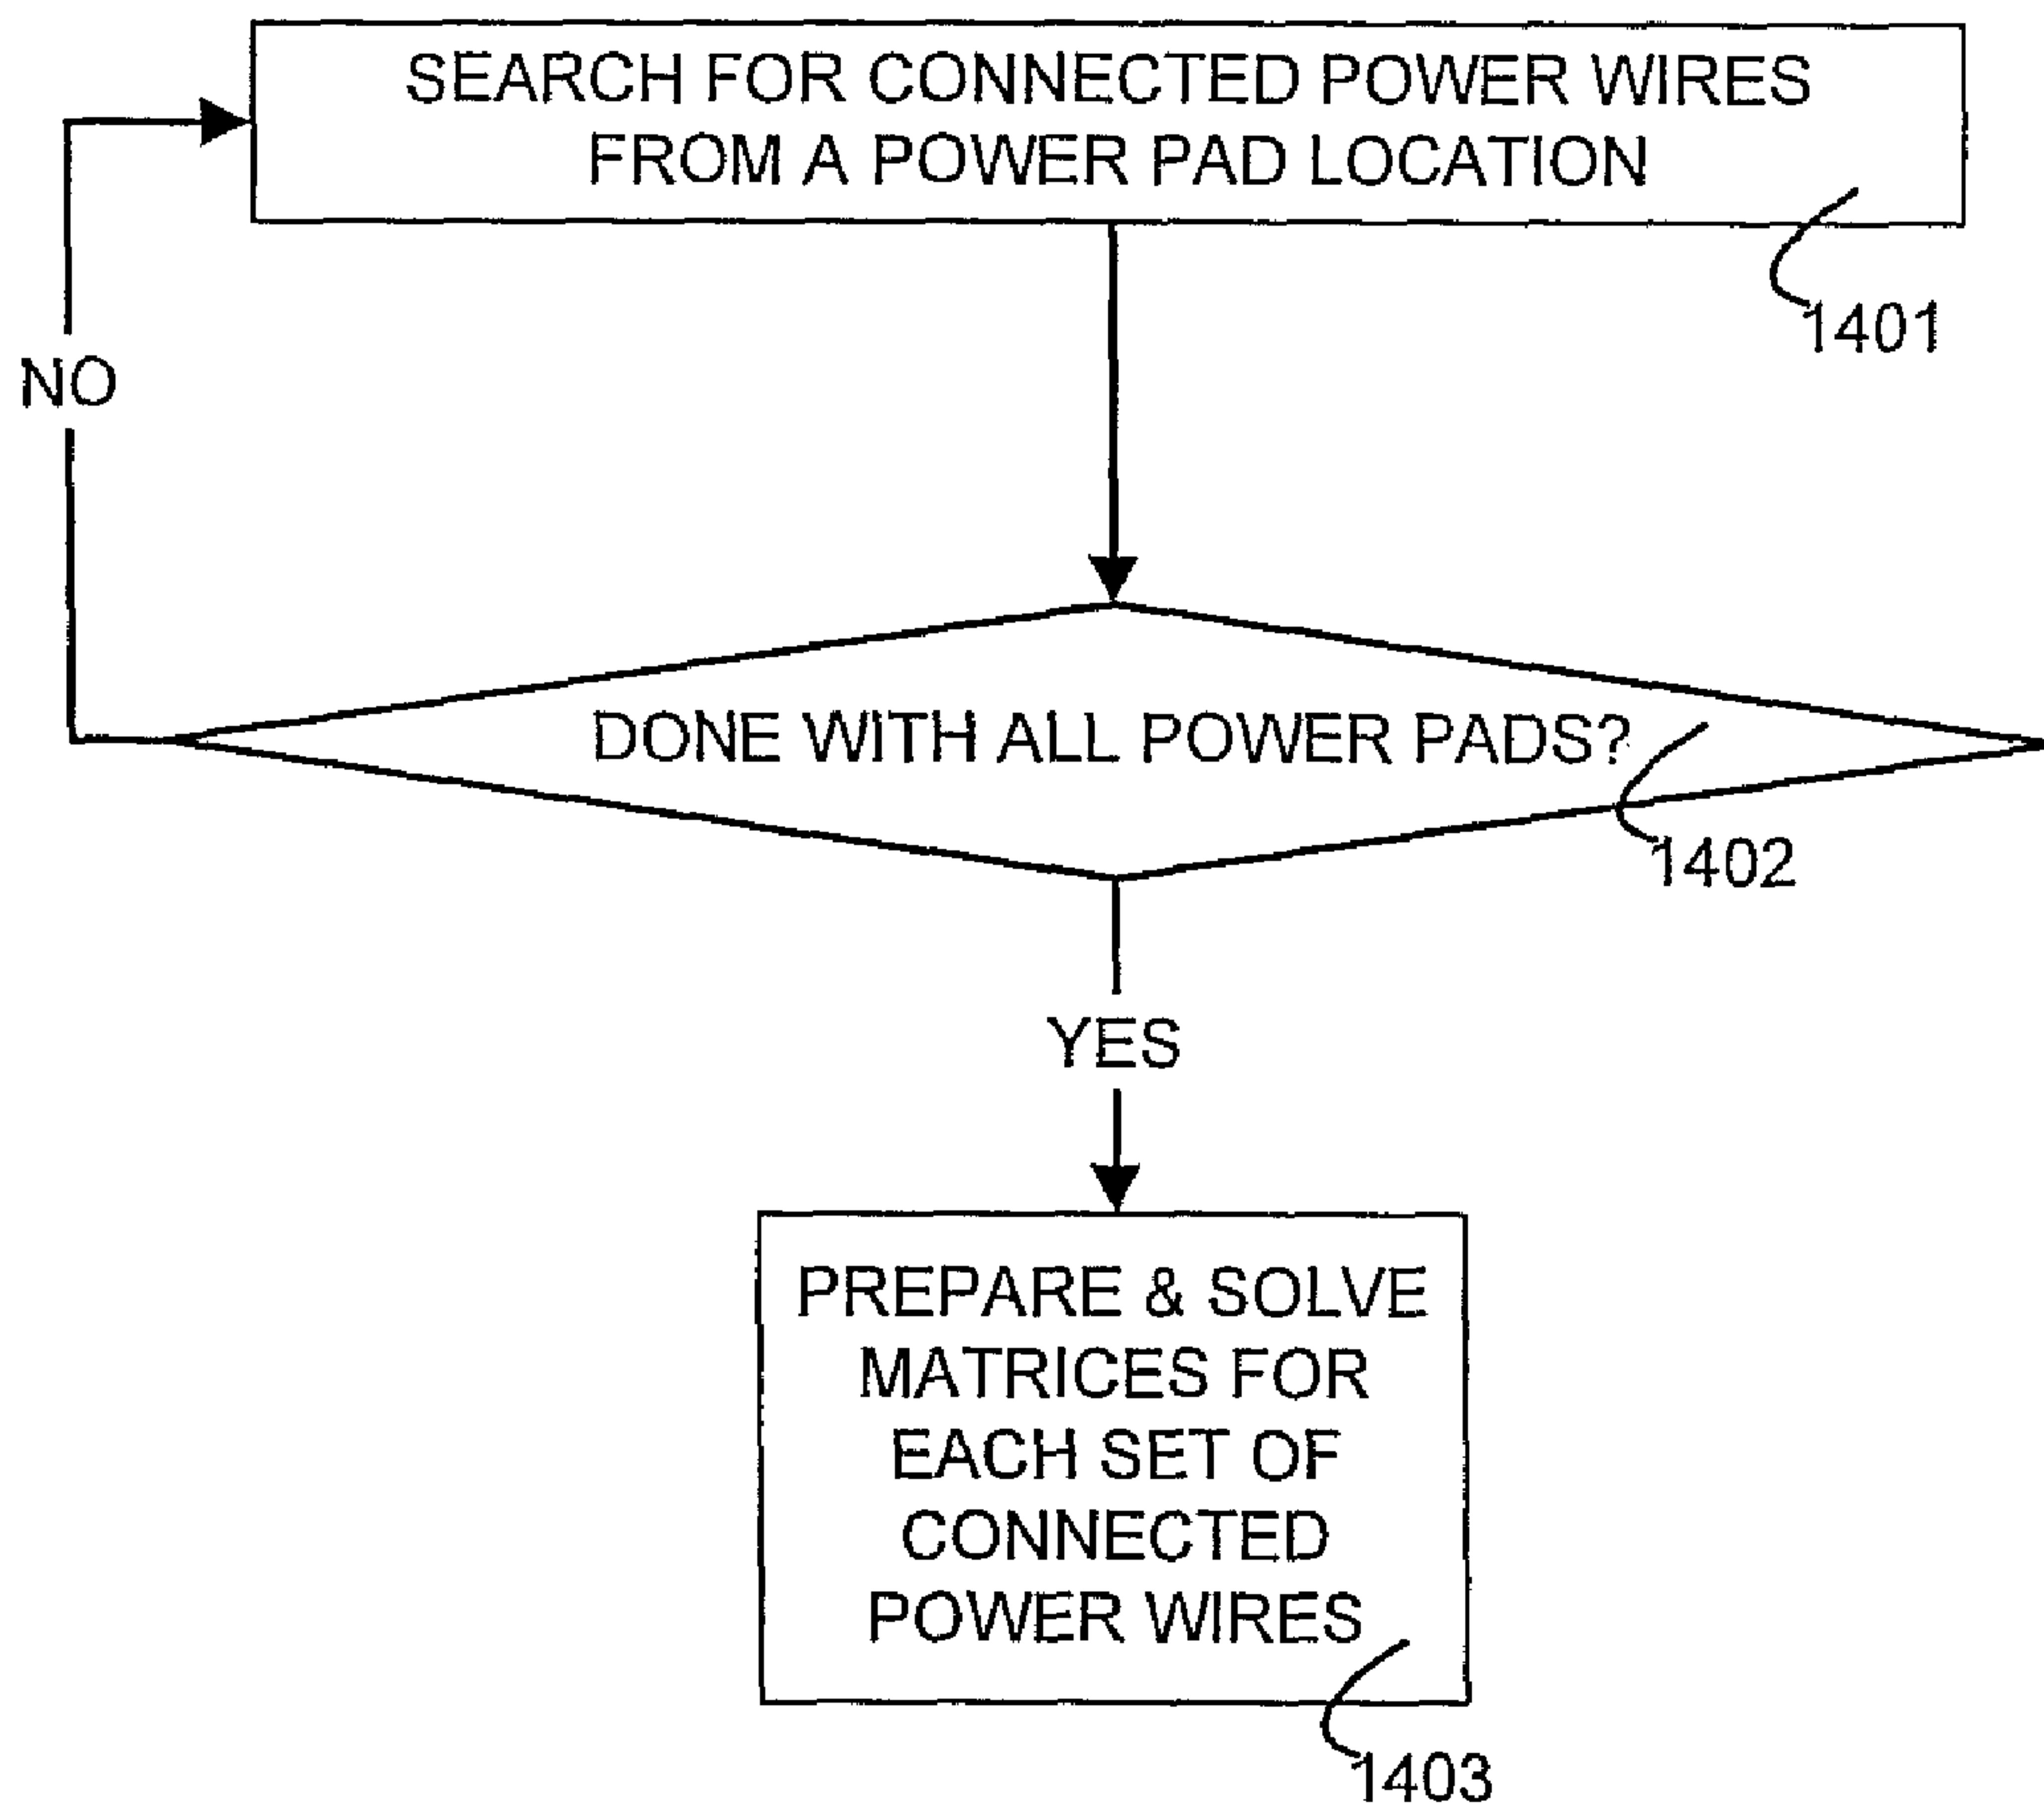 SEARCH FOR CONNECTED POWER WIRES
FROM A POWER PAD LOCATION
1401
NO
DONE WITH ALL POWER PADS?
1402
YES
PREPARE & SOLVE
MATRICES FOR
EACH SET OF
CONNECTED
POWER WIRES
1403